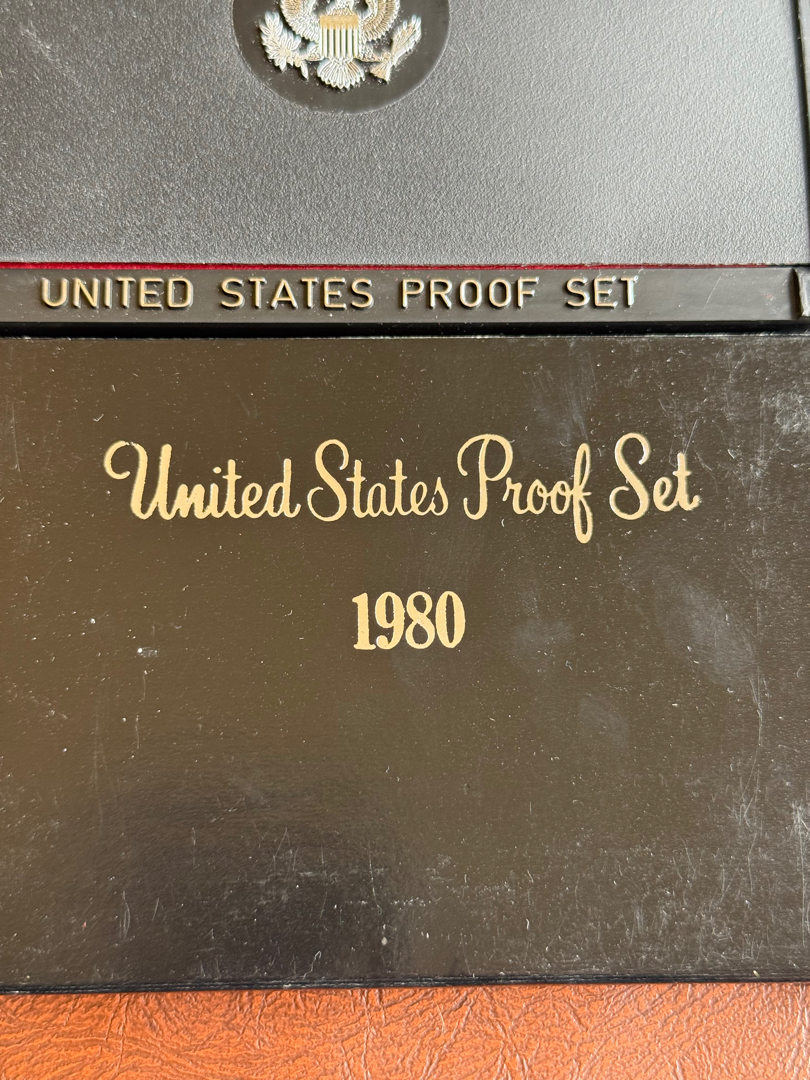 UNITED STATES PROOF SET
United States Proof Set
1980